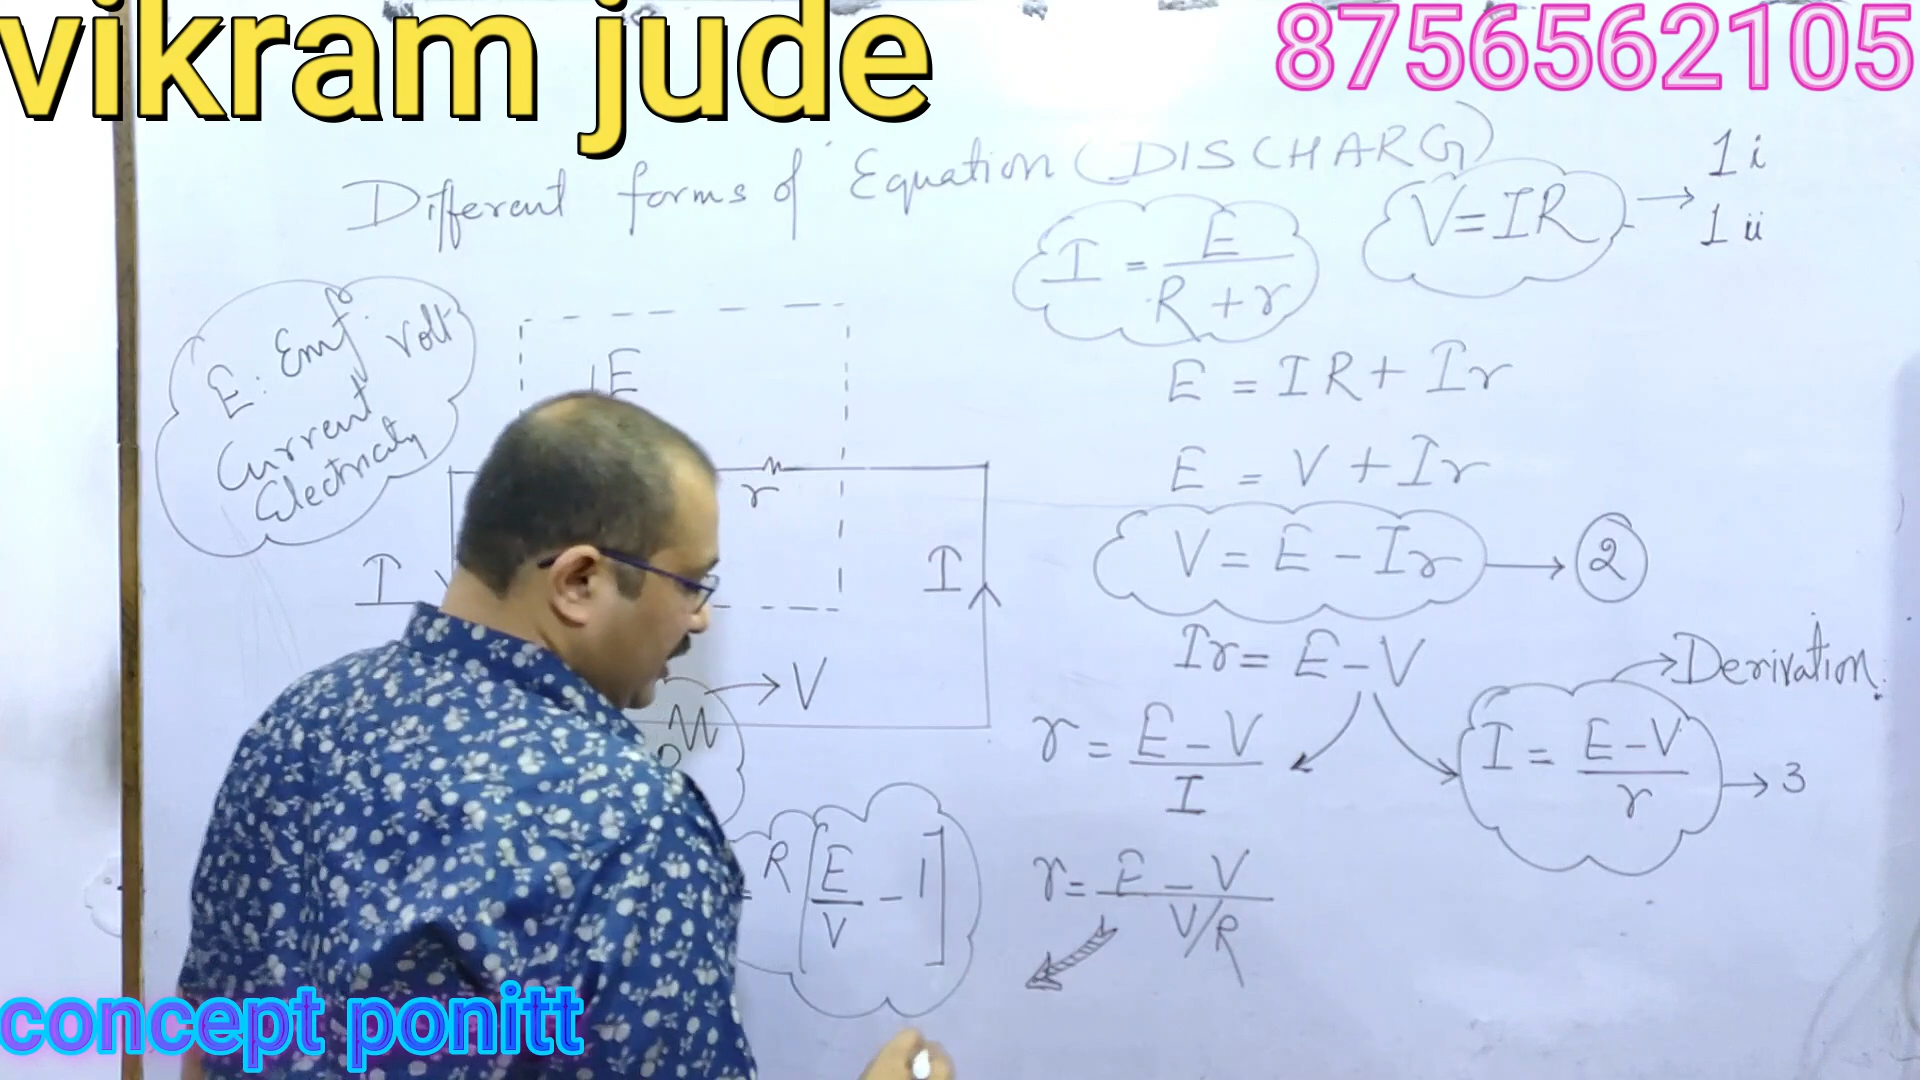 vikram jude
8756562105
Different forms of Equation (DISCHARG)
I = E / R + r
V = IR → 1 i
1 ii
E: Emf volt
Current
Electricity
E
r
I
I
V
E = IR + Ir
E = V + Ir
V = E - Ir → 2
Ir = E - V
Derivation
r = E - V / I
I = E - V / r → 3
= R [E / V - 1]
r = E - V / V/R
concept ponitt